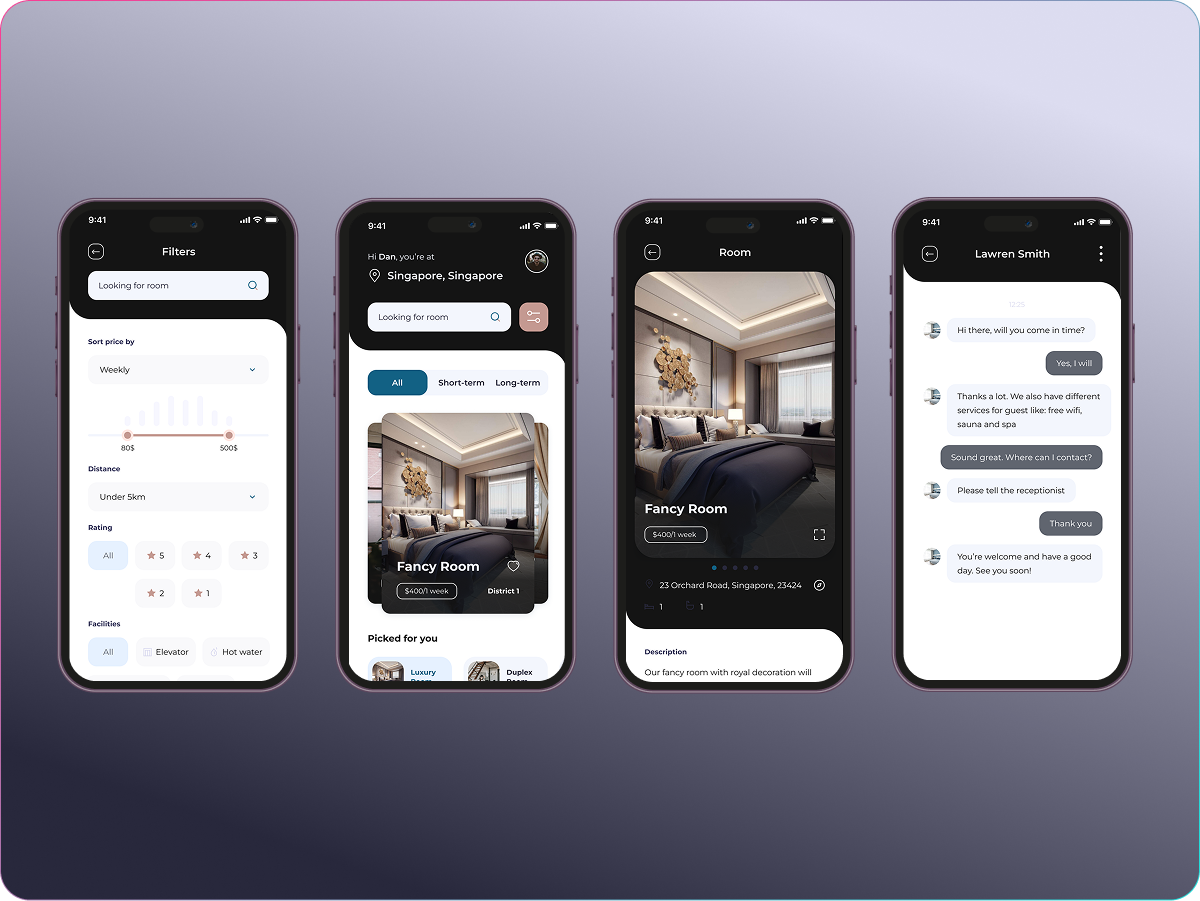 9:41
Filters
Looking for room
Sort price by
Weekly
80$
500$
Distance
Under 5km
Rating
All
5
4
3
2
1
Facilities
All
Elevator
Hot water
9:41
Hi Dan, you're at
Singapore, Singapore
Looking for room
All
Short-term
Long-term
Fancy Room
$400/1 week
District 1
Picked for you
Luxury
Room
Duplex
Room
9:41
Room
Fancy Room
$400/1 week
23 Orchard Road, Singapore, 23424
1
1
Description
Our fancy room with royal decoration will
9:41
Lawren Smith
Hi there, will you come in time?
Yes, I will
Thanks a lot. We also have different
services for guest like: free wifi,
sauna and spa
Sound great. Where can I contact?
Please tell the receptionist
Thank you
You're welcome and have a good
day. See you soon!